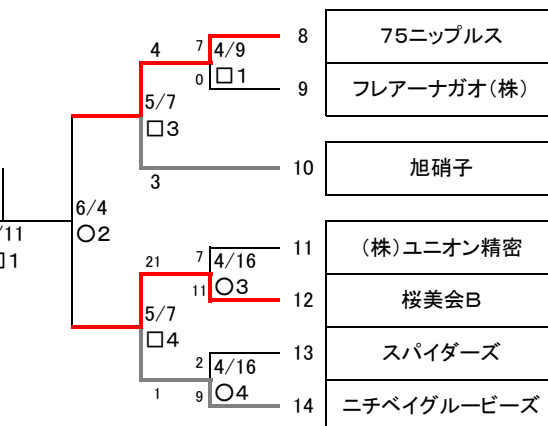 4 7 4/9 8 75ニップルス
0 □1
5/7 9 フレアーナガオ(株)
□3
10 旭硝子
3
6/4
/11 ○2
1 21 7 4/16 11 (株)ユニオン精密
11 ○3 12 桜美会B
5/7
□4 13 スパイダーズ
2 4/16
1 9 ○4 14 ニチベイグルービーズ